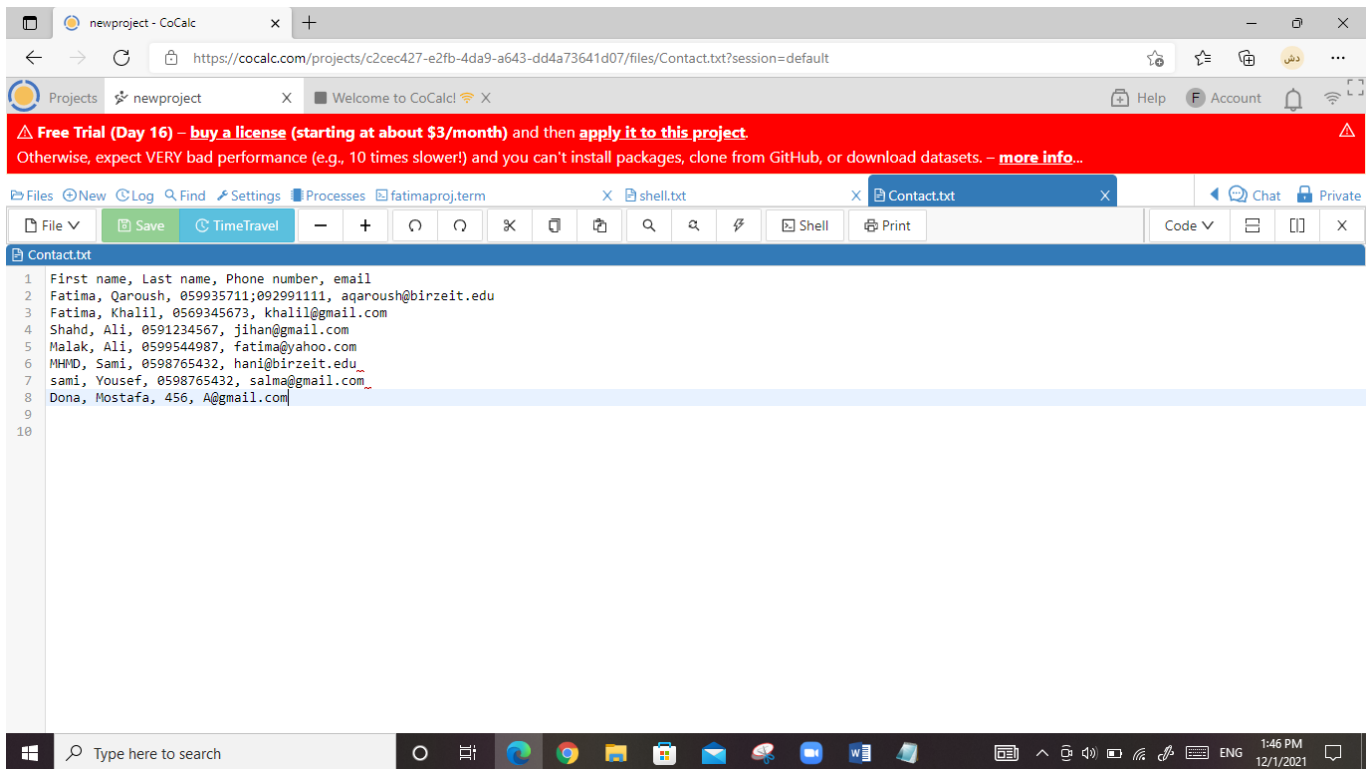 newproject - CoCalc
https://cocalc.com/projects/c2cec427-e2fb-4da9-a643-dd4a73641d07/files/Contact.txt?session=default
دش
Projects newproject Welcome to CoCalc! Help F Account
Free Trial (Day 16) – buy a license (starting at about $3/month) and then apply it to this project.
Otherwise, expect VERY bad performance (e.g., 10 times slower!) and you can't install packages, clone from GitHub, or download datasets. – more info...
Files New Log Find Settings Processes fatimaproj.term shell.txt Contact.txt Chat Private
File Save TimeTravel Shell Print Code
Contact.txt
1 First name, Last name, Phone number, email
2 Fatima, Qaroush, 059935711;092991111, aqaroush@birzeit.edu
3 Fatima, Khalil, 0569345673, khalil@gmail.com
4 Shahd, Ali, 0591234567, jihan@gmail.com
5 Malak, Ali, 0599544987, fatima@yahoo.com
6 MHMD, Sami, 0598765432, hani@birzeit.edu
7 sami, Yousef, 0598765432, salma@gmail.com
8 Dona, Mostafa, 456, A@gmail.com
9
10
Type here to search
ENG
1:46 PM
12/1/2021